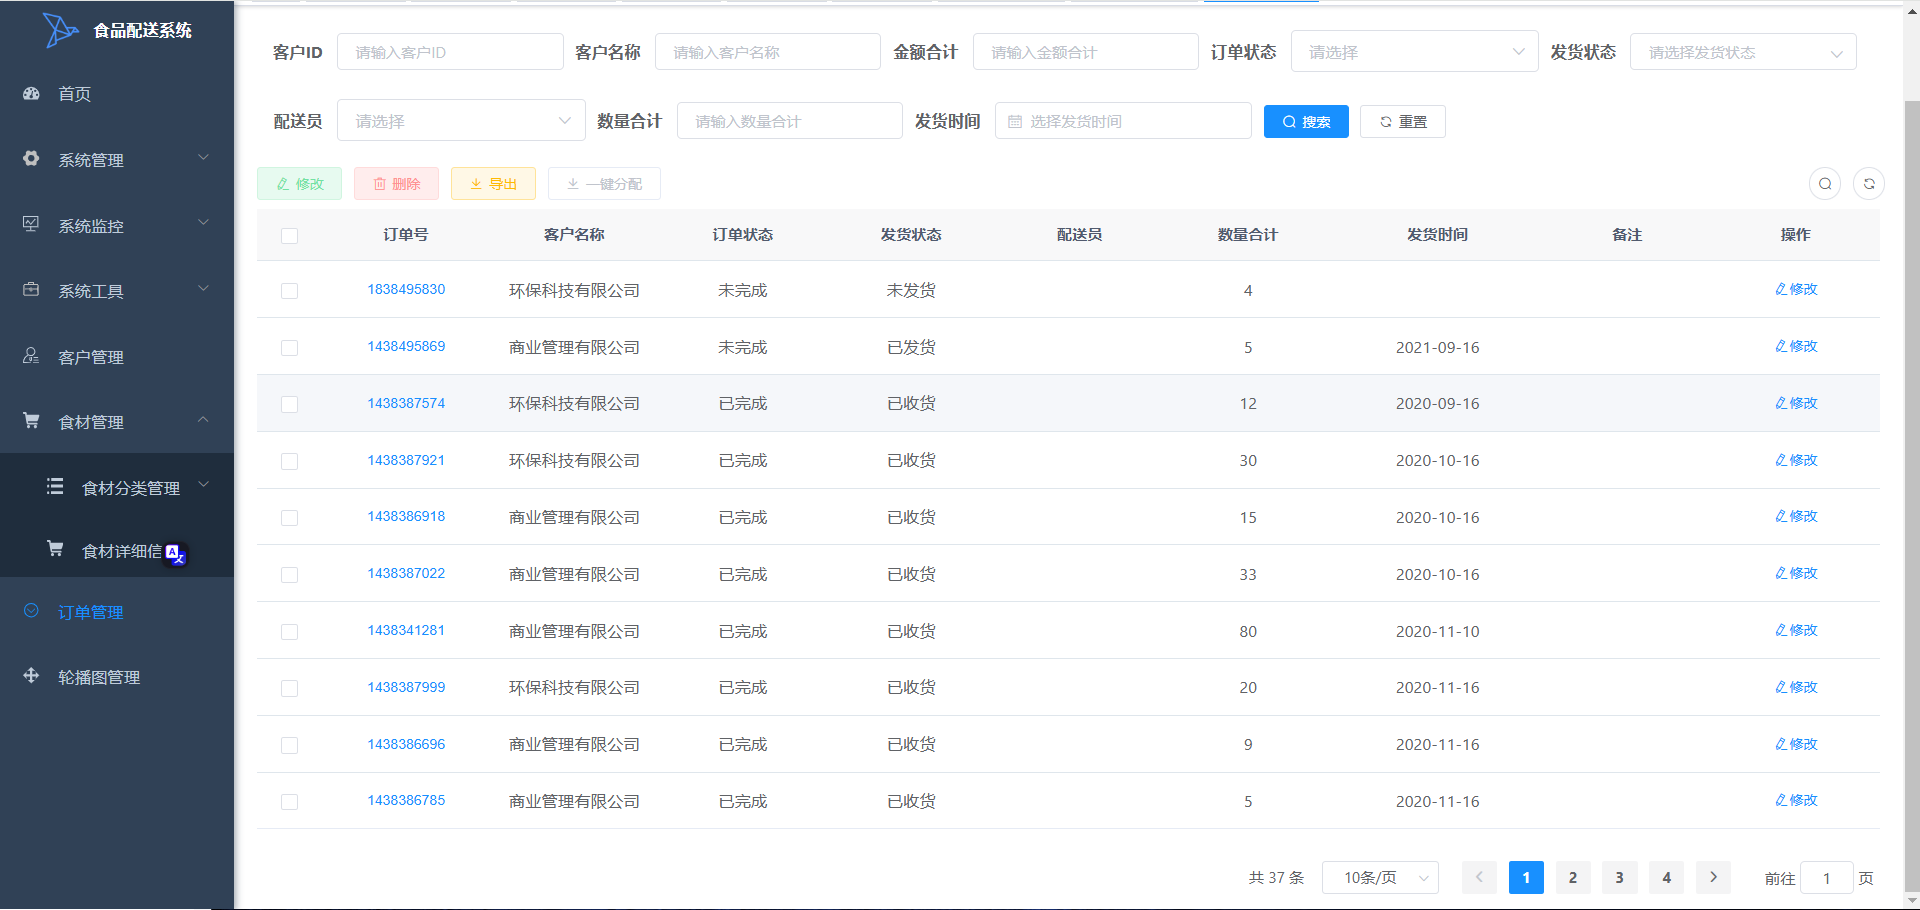 食品配送系统
首页
系统管理
系统监控
系统工具
客户管理
食材管理
食材分类管理
食材详细信
订单管理
轮播图管理
客户ID 请输入客户ID 客户名称 请输入客户名称 金额合计 请输入金额合计 订单状态 请选择 发货状态 请选择发货状态
配送员 请选择 数量合计 请输入数量合计 发货时间 选择发货时间 搜索 重置
修改 删除 导出 一键分配
订单号 客户名称 订单状态 发货状态 配送员 数量合计 发货时间 备注 操作
1838495830 环保科技有限公司 未完成 未发货 4 修改
1438495869 商业管理有限公司 未完成 已发货 5 2021-09-16 修改
1438387574 环保科技有限公司 已完成 已收货 12 2020-09-16 修改
1438387921 环保科技有限公司 已完成 已收货 30 2020-10-16 修改
1438386918 商业管理有限公司 已完成 已收货 15 2020-10-16 修改
1438387022 商业管理有限公司 已完成 已收货 33 2020-10-16 修改
1438341281 商业管理有限公司 已完成 已收货 80 2020-11-10 修改
1438387999 环保科技有限公司 已完成 已收货 20 2020-11-16 修改
1438386696 商业管理有限公司 已完成 已收货 9 2020-11-16 修改
1438386785 商业管理有限公司 已完成 已收货 5 2020-11-16 修改
共 37 条 10条/页 1 2 3 4 前往 1 页